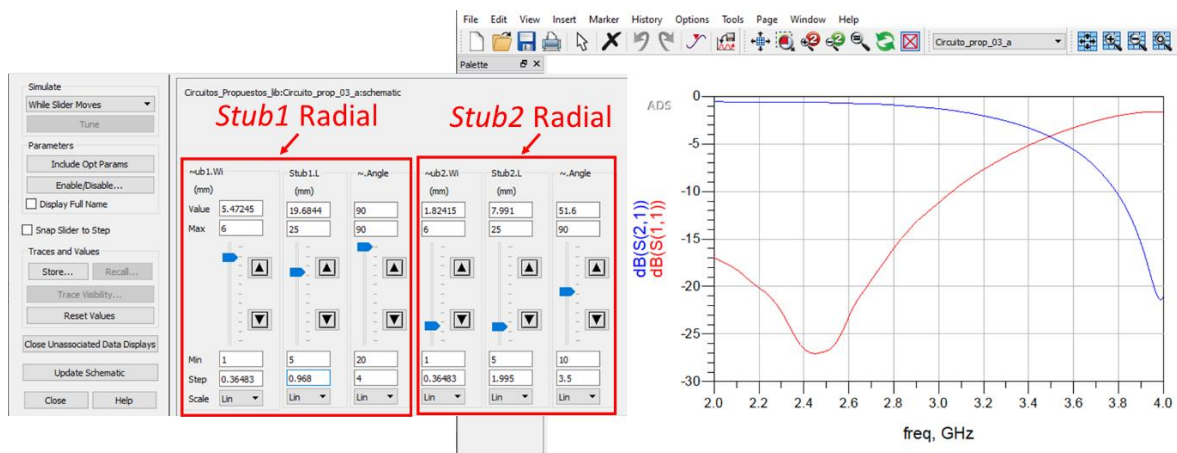 File Edit View Insert Marker History Options Tools Page Window Help
Circuito_prop_03_a
Palette
Simulate
While Slider Moves
Tune
Parameters
Include Opt Params
Enable/Disable...
Display Full Name
Snap Slider to Step
Traces and Values
Store... Recall...
Trace Visibility...
Reset Values
Close Unassociated Data Displays
Update Schematic
Close Help
Circuitos_Propuestos_lib:Circuito_prop_03_a:schematic
Stub1 Radial Stub2 Radial
~ub1.Wi Stub1.L ~.Angle ~ub2.Wi Stub2.L ~.Angle
(mm) (mm) (mm) (mm)
Value 5.47245 19.6844 90 1.82415 7.991 51.6
Max 6 25 90 6 25 90
Min 1 5 20 1 5 10
Step 0.36483 0.968 4 0.36483 1.995 3.5
Scale Lin Lin Lin Lin Lin Lin
ADS
dB(S(2,1))
dB(S(1,1))
0
-5
-10
-15
-20
-25
-30
2.0 2.2 2.4 2.6 2.8 3.0 3.2 3.4 3.6 3.8 4.0
freq, GHz